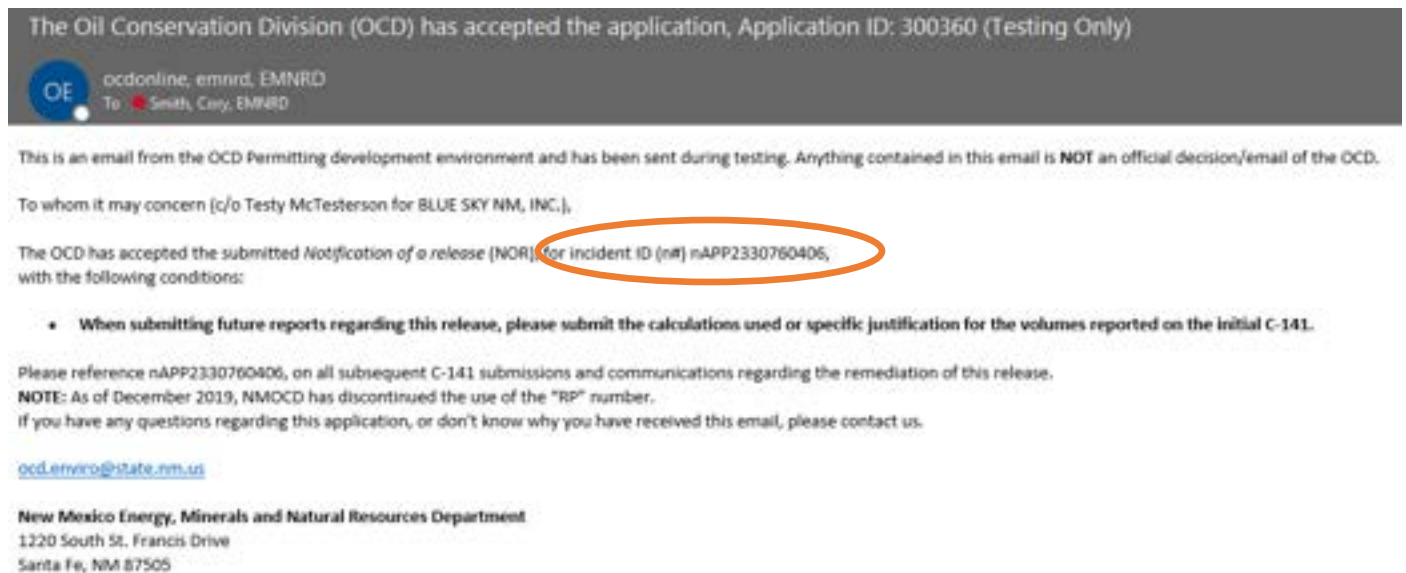 The Oil Conservation Division (OCD) has accepted the application, Application ID: 300360 (Testing Only)
OE
ocdonline, emnrd, EMNRD
To Smith, Cory, EMNRD
This is an email from the OCD Permitting development environment and has been sent during testing. Anything contained in this email is NOT an official decision/email of the OCD.
To whom it may concern (c/o Testy McTesterson for BLUE SKY NM, INC.),
The OCD has accepted the submitted Notification of a release (NOR), for incident ID (n#) nAPP2330760406,
with the following conditions:
• When submitting future reports regarding this release, please submit the calculations used or specific justification for the volumes reported on the initial C-141.
Please reference nAPP2330760406, on all subsequent C-141 submissions and communications regarding the remediation of this release.
NOTE: As of December 2019, NMOCD has discontinued the use of the "RP" number.
If you have any questions regarding this application, or don't know why you have received this email, please contact us.
ocd.enviro@state.nm.us
New Mexico Energy, Minerals and Natural Resources Department
1220 South St. Francis Drive
Santa Fe, NM 87505